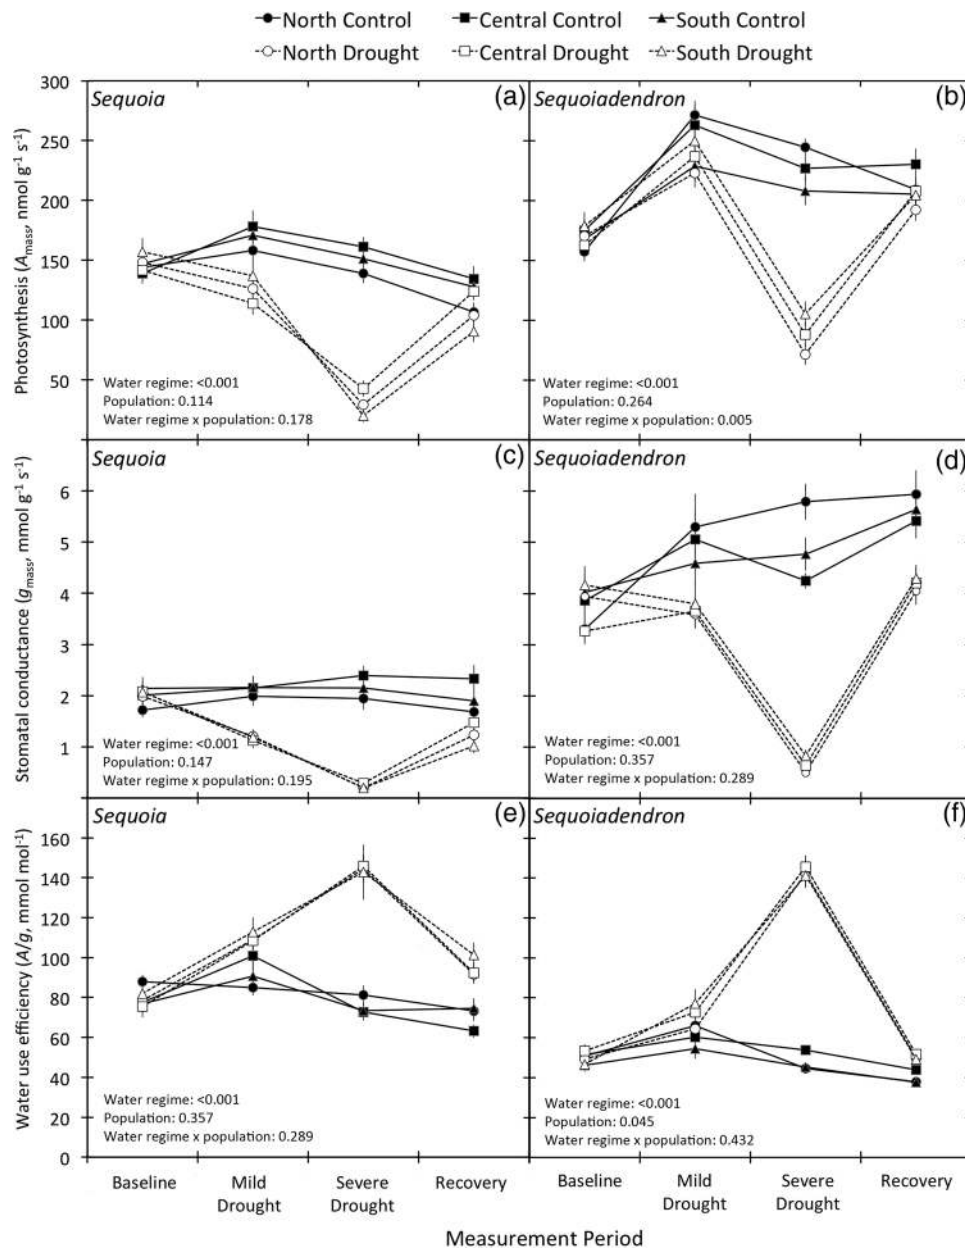 North Control Central Control South Control
North Drought Central Drought South Drought
Photosynthesis (Amass, nmol g-1 s-1)
300
250
200
150
100
50
Sequoia (a)
Water regime: <0.001
Population: 0.114
Water regime x population: 0.178
Sequoiadendron (b)
Water regime: <0.001
Population: 0.264
Water regime x population: 0.005
Stomatal conductance (gmass, mmol g-1 s-1)
6
5
4
3
2
1
Sequoia (c)
Water regime: <0.001
Population: 0.147
Water regime x population: 0.195
Sequoiadendron (d)
Water regime: <0.001
Population: 0.357
Water regime x population: 0.289
Water use efficiency (A/g, mmol mol-1)
160
140
120
100
80
60
40
20
0
Sequoia (e)
Water regime: <0.001
Population: 0.357
Water regime x population: 0.289
Sequoiadendron (f)
Water regime: <0.001
Population: 0.045
Water regime x population: 0.432
Baseline Mild Severe Recovery Baseline Mild Severe Recovery
Drought Drought Drought Drought
Measurement Period